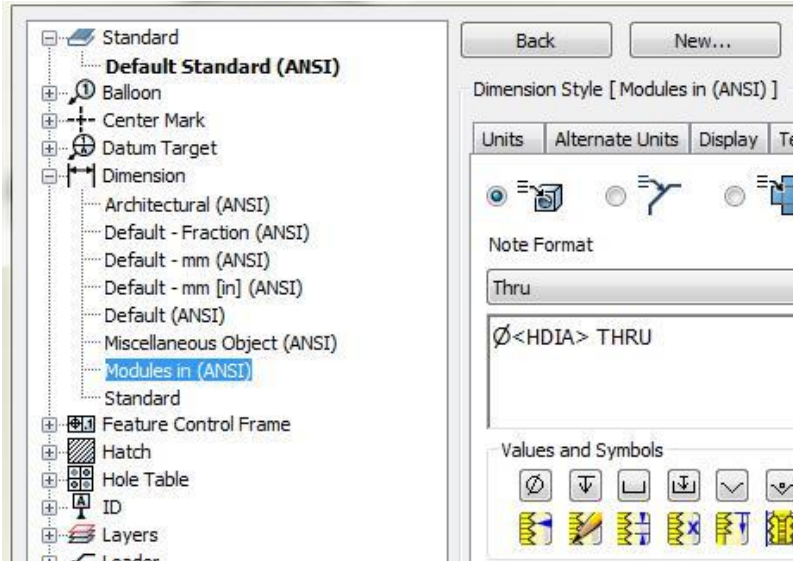 Standard
Default Standard (ANSI)
Balloon
Center Mark
Datum Target
Dimension
Architectural (ANSI)
Default - Fraction (ANSI)
Default - mm (ANSI)
Default - mm [in] (ANSI)
Default (ANSI)
Miscellaneous Object (ANSI)
Modules in (ANSI)
Standard
Feature Control Frame
Hatch
Hole Table
ID
Layers
Back New...
Dimension Style [ Modules in (ANSI) ]
Units Alternate Units Display
Note Format
Thru
Ø<HDIA> THRU
Values and Symbols